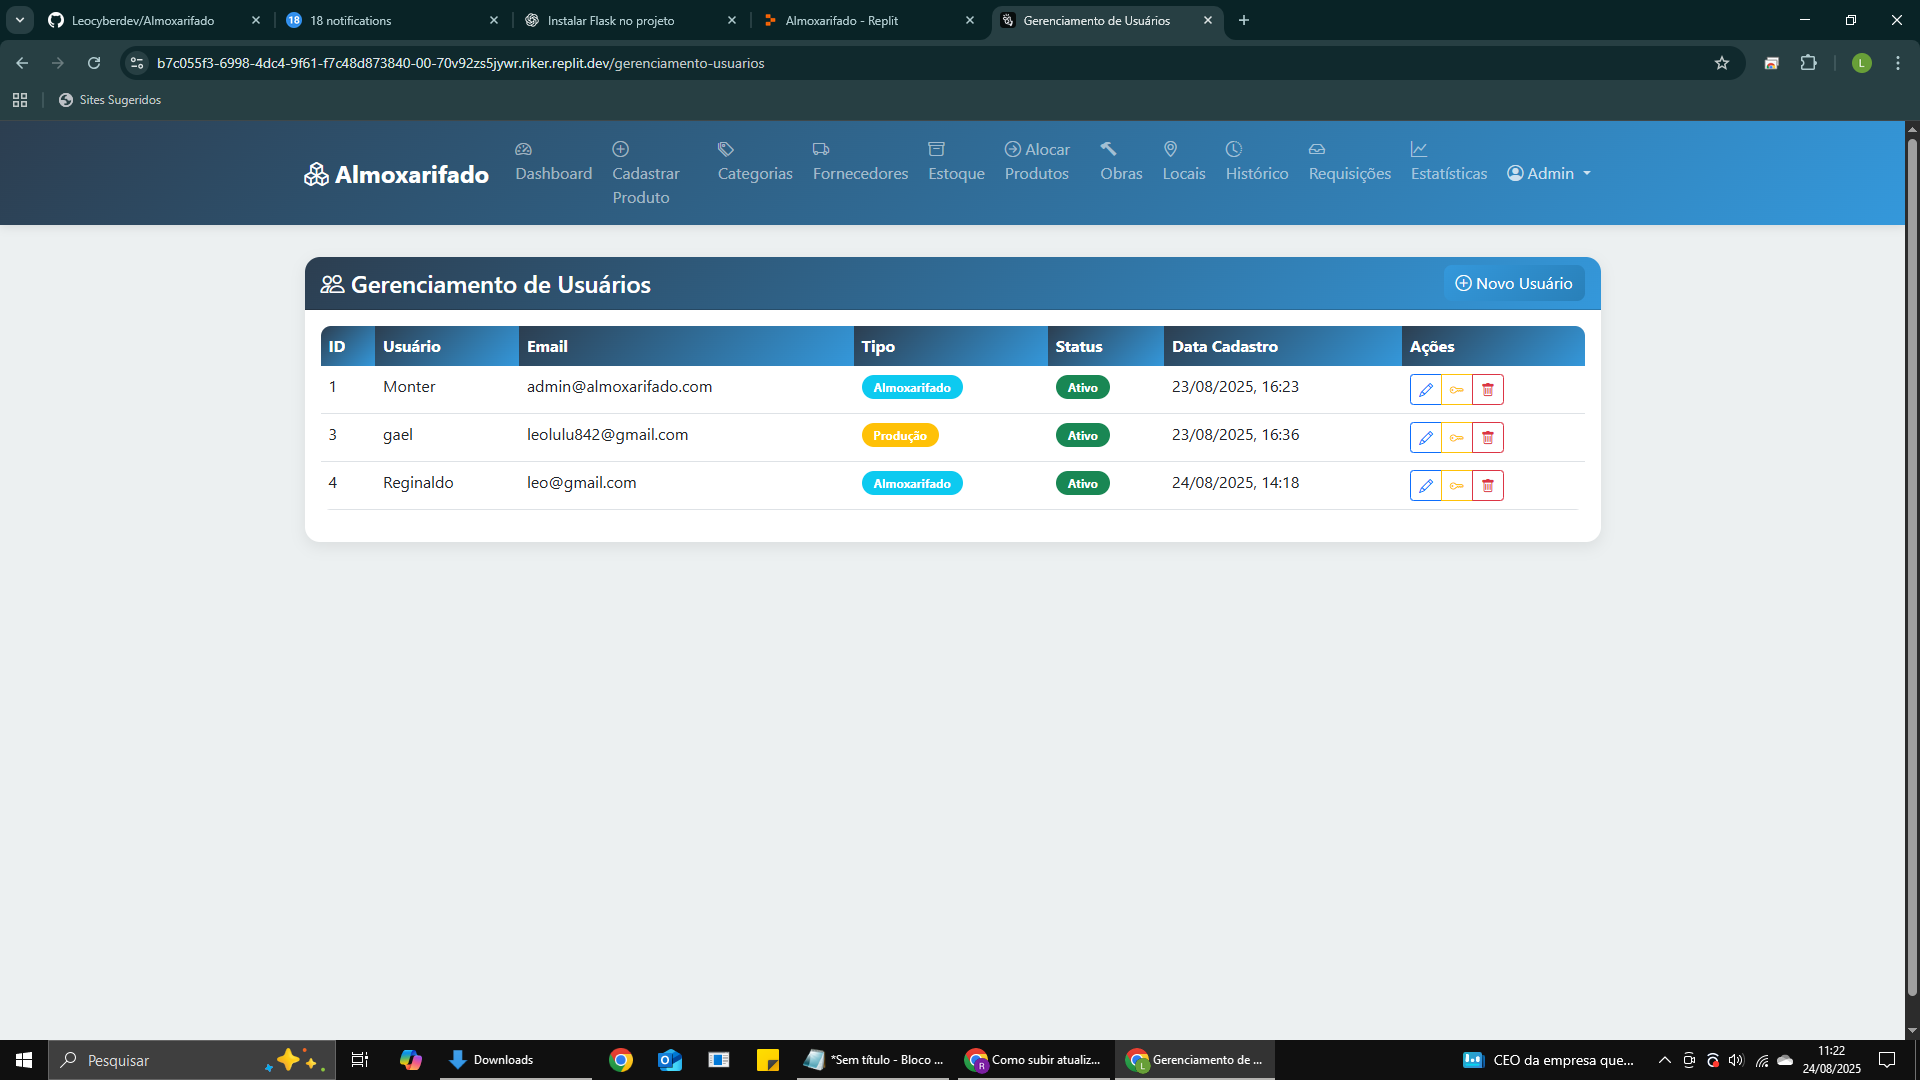 Leocyberdev/Almoxarifado
18
18 notifications
Instalar Flask no projeto
Almoxarifado - Replit
Gerenciamento de Usuários
b7c055f3-6998-4dc4-9f61-f7c48d873840-00-70v92zs5jywr.riker.replit.dev/gerenciamento-usuarios
L
Sites Sugeridos
Almoxarifado
Dashboard
Cadastrar
Produto
Categorias
Fornecedores
Estoque
Alocar
Produtos
Obras
Locais
Histórico
Requisições
Estatísticas
Admin
Gerenciamento de Usuários
Novo Usuário
ID Usuário Email Tipo Status Data Cadastro Ações
1 Monter admin@almoxarifado.com Almoxarifado Ativo 23/08/2025, 16:23
3 gael leolulu842@gmail.com Produção Ativo 23/08/2025, 16:36
4 Reginaldo leo@gmail.com Almoxarifado Ativo 24/08/2025, 14:18
Pesquisar
Downloads
*Sem título - Bloco ...
R
Como subir atualiz...
L
Gerenciamento de ...
CEO da empresa que...
11:22
24/08/2025